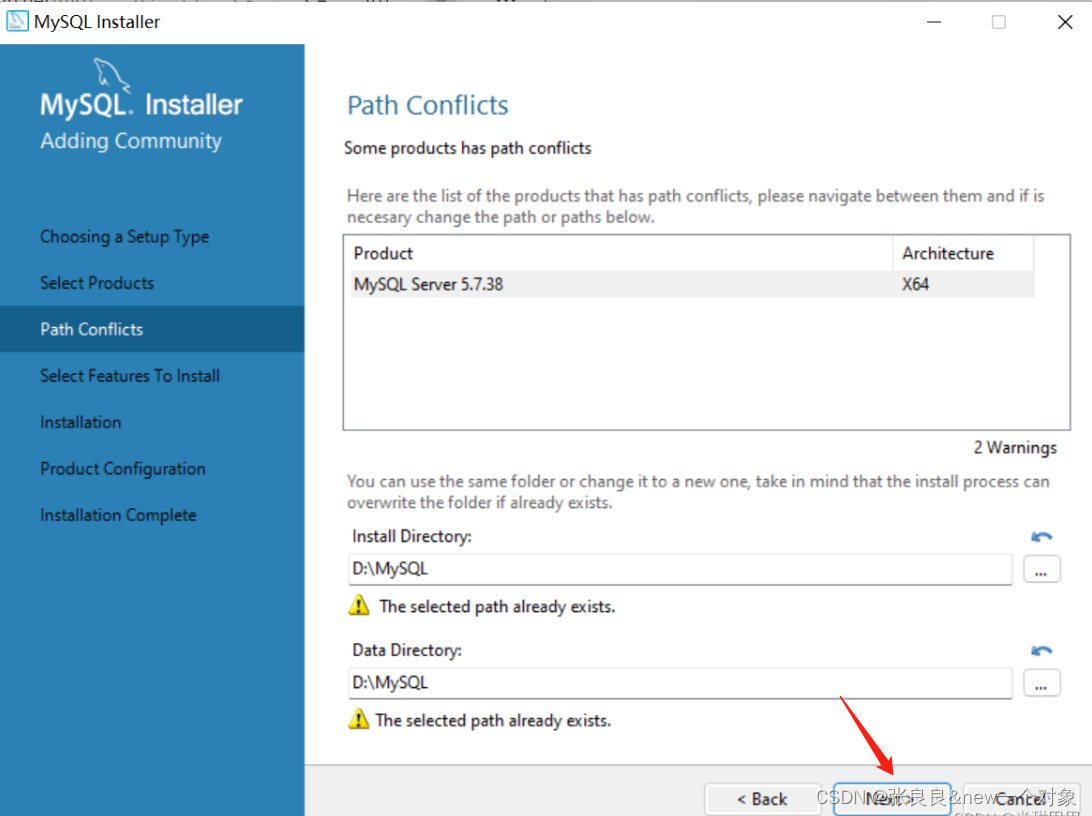 MySQL Installer
MySQL. Installer
Adding Community
Choosing a Setup Type
Select Products
Path Conflicts
Select Features To Install
Installation
Product Configuration
Installation Complete
Path Conflicts
Some products has path conflicts
Here are the list of the products that has path conflicts, please navigate between them and if is
necesary change the path or paths below.
Product Architecture
MySQL Server 5.7.38 X64
2 Warnings
You can use the same folder or change it to a new one, take in mind that the install process can
overwrite the folder if already exists.
Install Directory:
D:\MySQL
...
The selected path already exists.
Data Directory:
D:\MySQL
...
The selected path already exists.
< Back
Next >
Cancel
CSDN @张良良&new一个对象